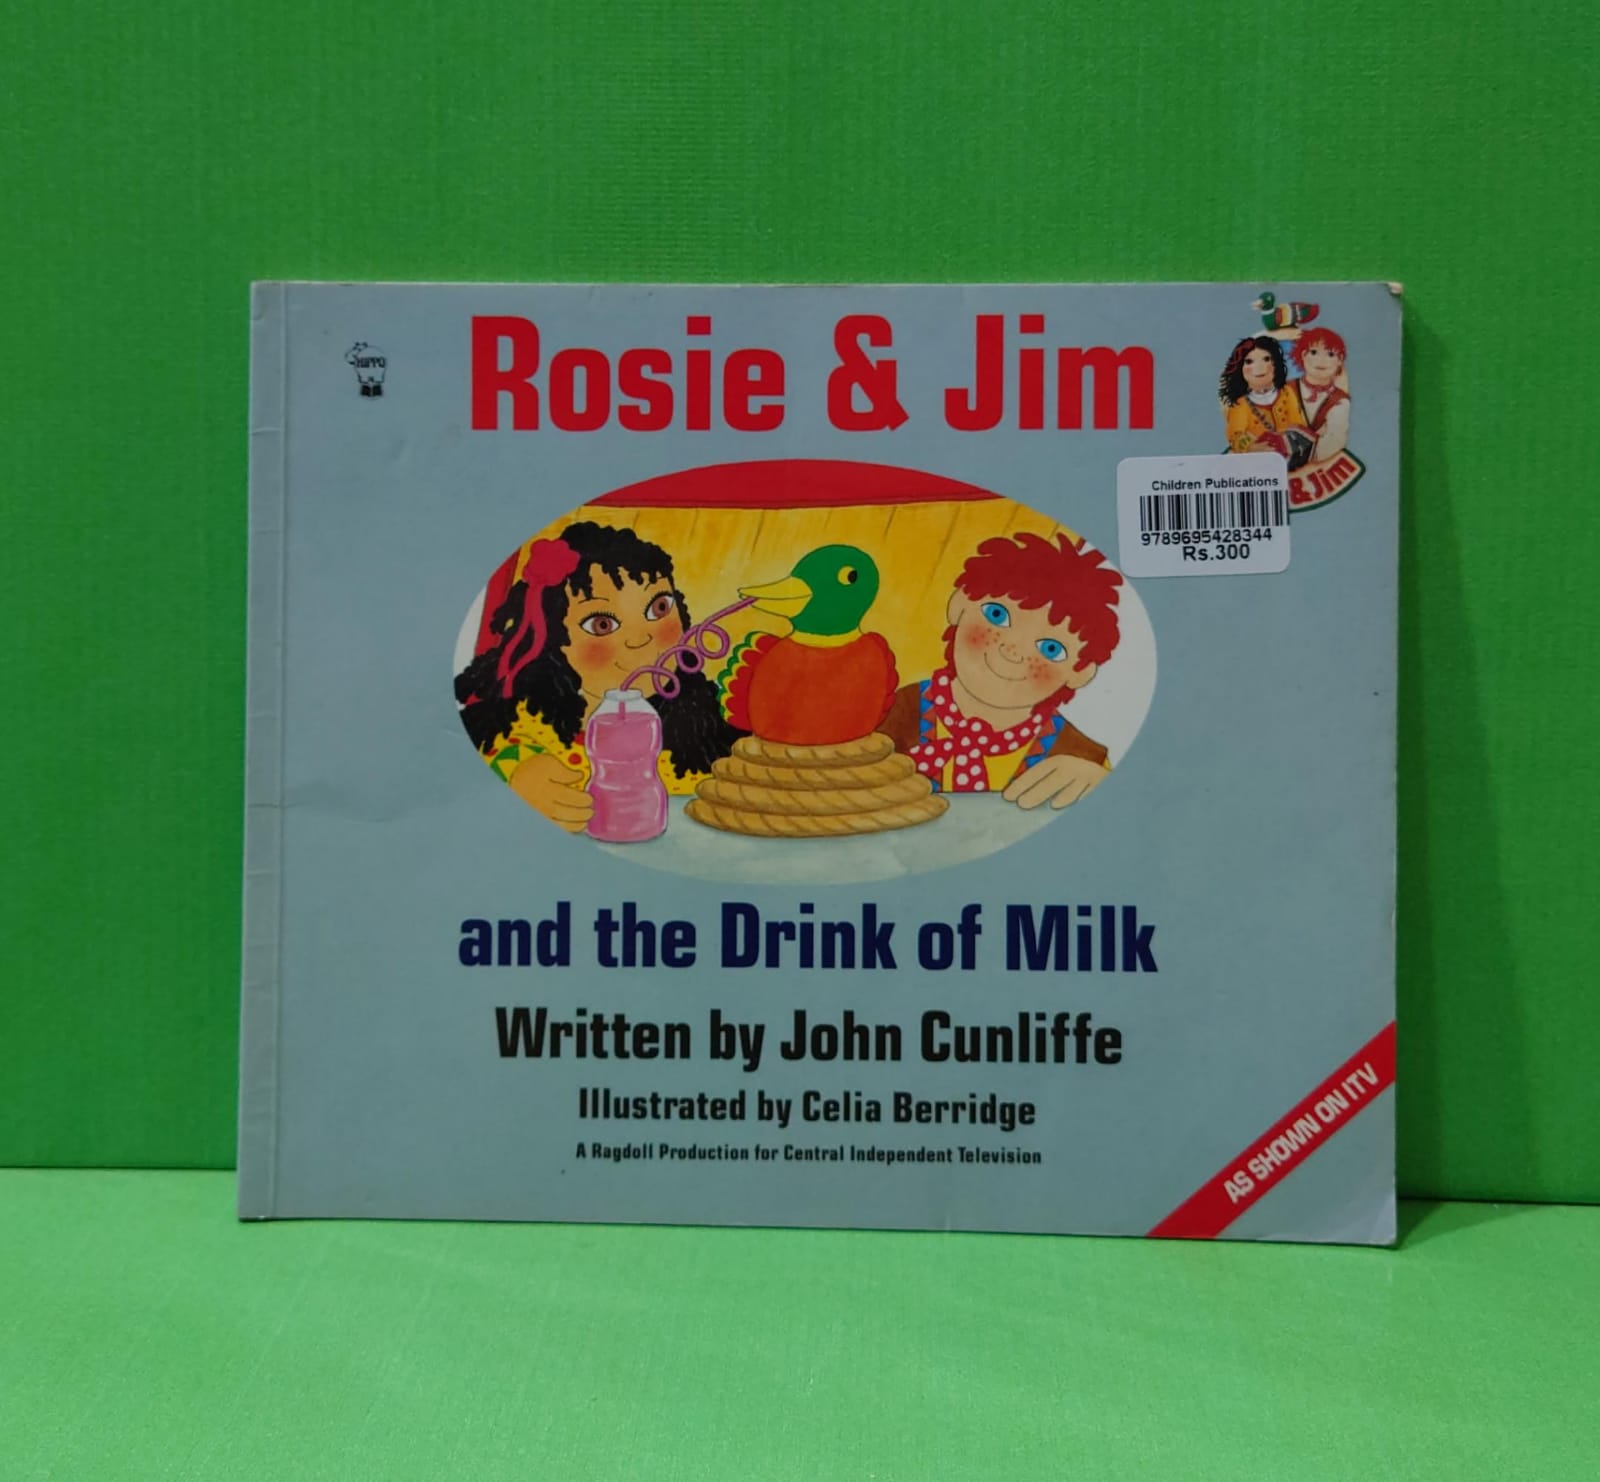 HIPPO
Rosie & Jim
& Jim
Children Publications
9789695428344
Rs.300
and the Drink of Milk
Written by John Cunliffe
Illustrated by Celia Berridge
A Ragdoll Production for Central Independent Television
AS SHOWN ON ITV